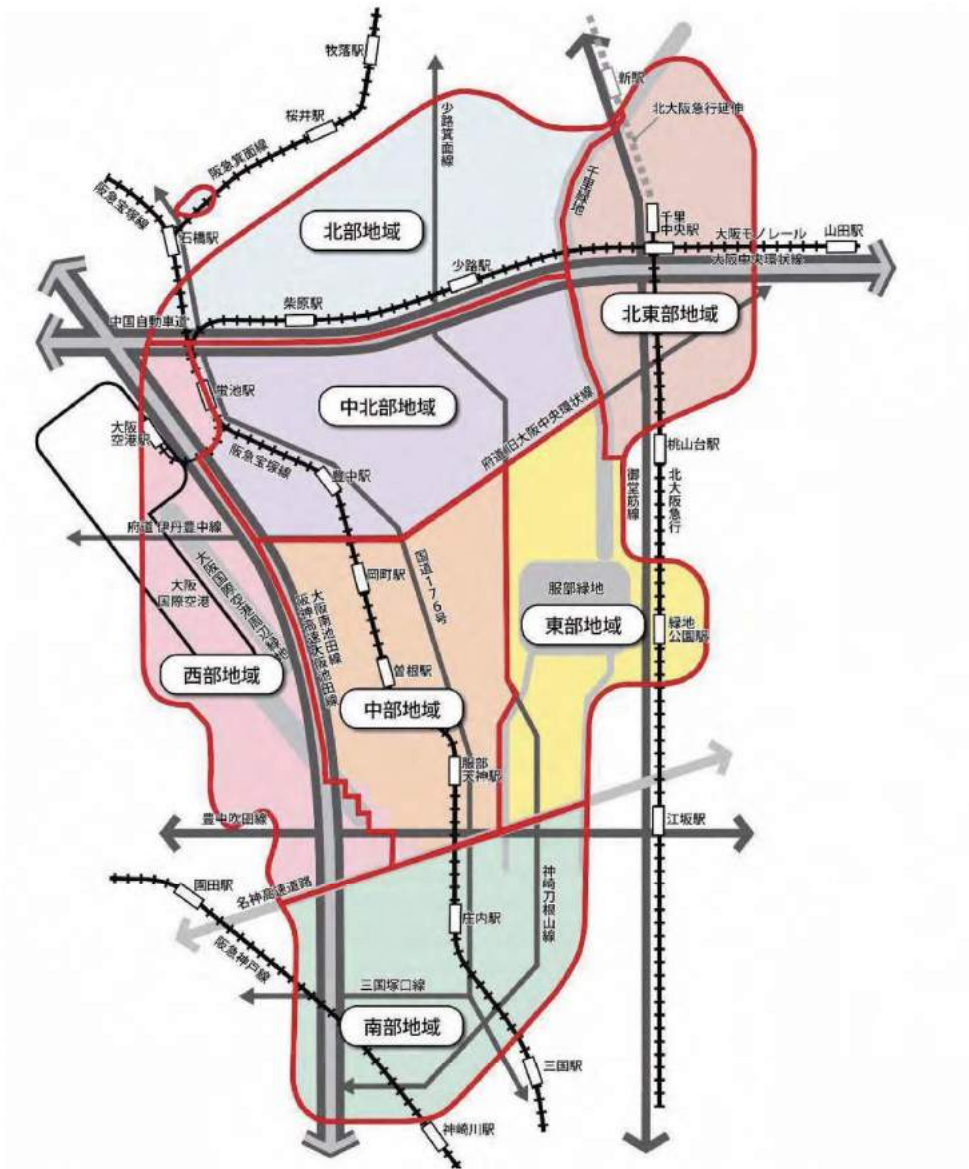 牧落駅
新駅
北大阪急行延伸
桜井駅
少路箕面線
阪急箕面線
阪急宝塚線
千里緑地
石橋駅
北部地域
千里
中央駅
大阪モノレール
山田駅
大阪中央環状線
少路駅
柴原駅
中国自動車道
北東部地域
蛍池駅
中北部地域
大阪
空港駅
府道旧大阪中央環状線
阪急宝塚線
豊中駅
桃山台駅
御堂筋線
北大阪急行
府道伊丹豊中線
国道176号
大阪国際空港周辺緑地
大阪
国際空港
岡町駅
服部緑地
大阪南池田線
阪神高速大阪池田線
東部地域
緑地
公園駅
西部地域
曽根駅
中部地域
服部
天神駅
豊中吹田線
江坂駅
園田駅
名神高速道路
神崎刀根山線
庄内駅
阪急神戸線
三国塚口線
南部地域
三国駅
神崎川駅